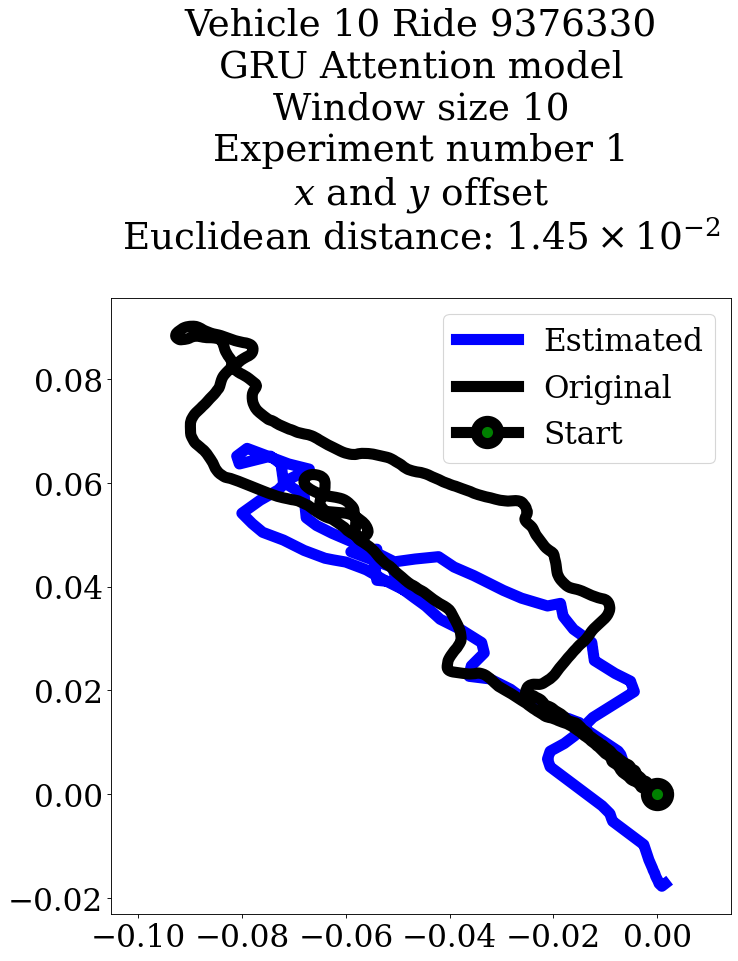 Vehicle 10 Ride 9376330
GRU Attention model
Window size 10
Experiment number 1
x and y offset
Euclidean distance: 1.45 × 10⁻²
Estimated
Original
Start
0.08
0.06
0.04
0.02
0.00
−0.02
−0.10 −0.08 −0.06 −0.04 −0.02 0.00